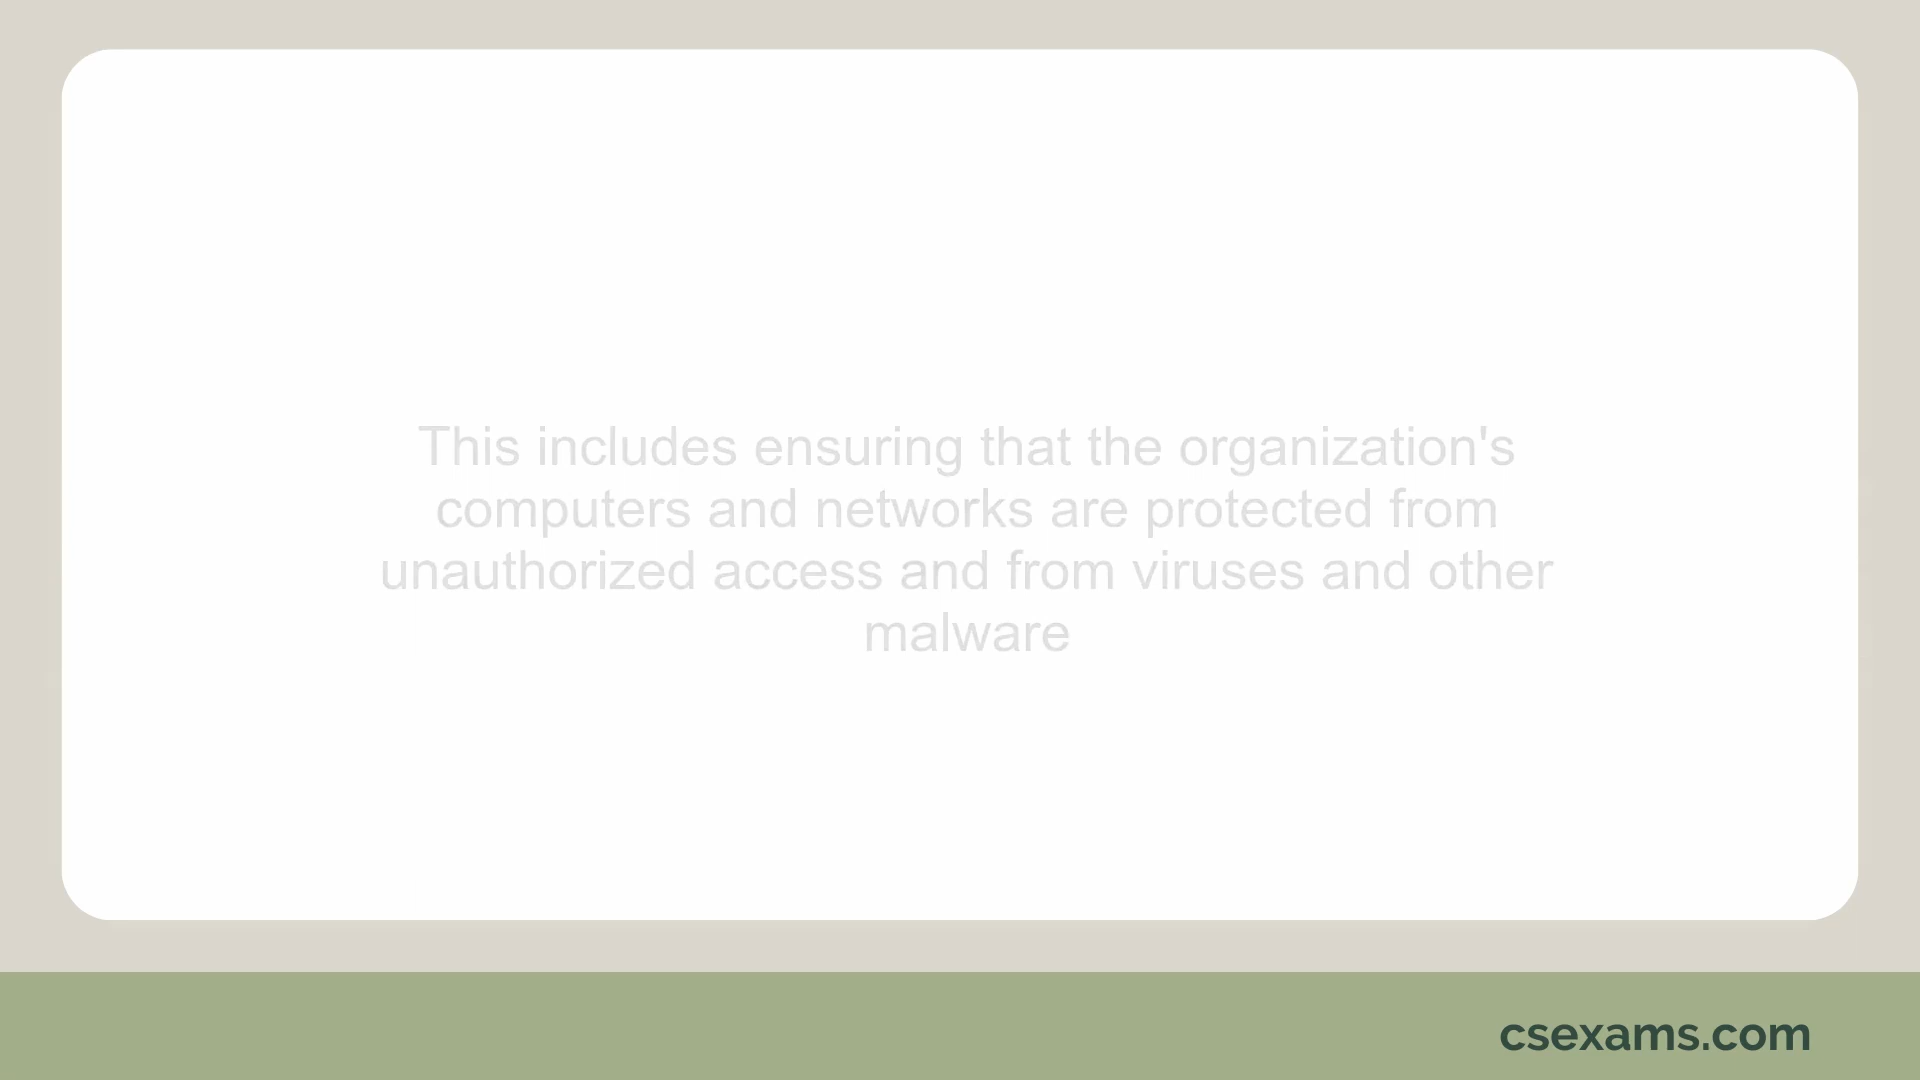 This includes ensuring that the organization's
computers and networks are protected from
unauthorized access and from viruses and other
malware
csexams.com